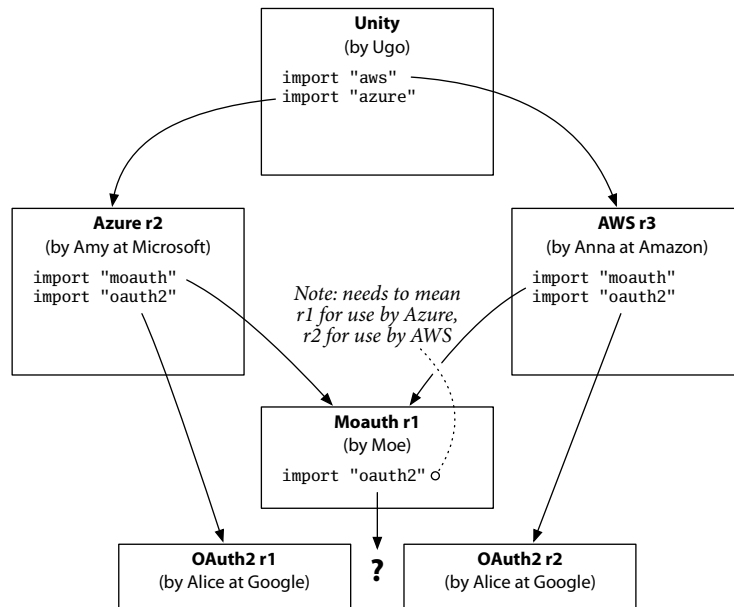 Unity
(by Ugo)
import "aws"
import "azure"
Azure r2
(by Amy at Microsoft)
import "moauth"
import "oauth2"
AWS r3
(by Anna at Amazon)
import "moauth"
import "oauth2"
Note: needs to mean
r1 for use by Azure,
r2 for use by AWS
Moauth r1
(by Moe)
import "oauth2"
OAuth2 r1
(by Alice at Google)
?
OAuth2 r2
(by Alice at Google)